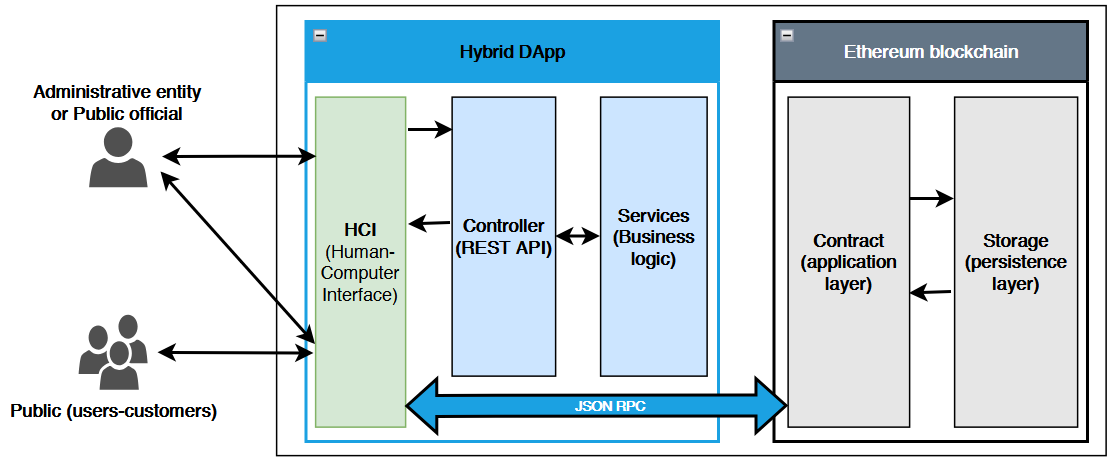 Hybrid DApp
Ethereum blockchain
Administrative entity
or Public official
HCI
(Human-
Computer
Interface)
Controller
(REST API)
Services
(Business
logic)
Contract
(application
layer)
Storage
(persistence
layer)
Public (users-customers)
JSON RPC